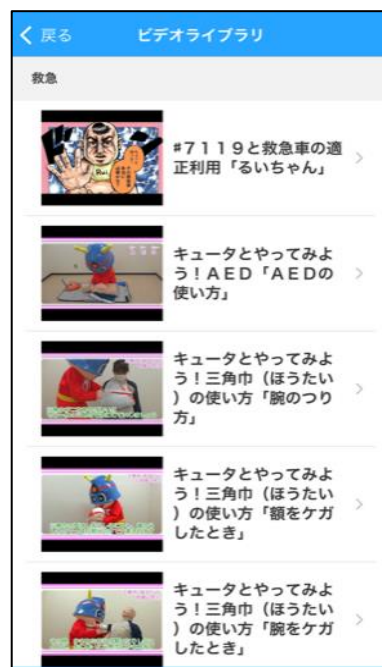 戻る
ビデオライブラリ
救急
#７１１９と救急車の適
正利用「るいちゃん」
キュータとやってみよ
う！ＡＥＤ「ＡＥＤの
使い方」
キュータとやってみよ
う！三角巾（ほうたい
）の使い方「腕のつり
方」
キュータとやってみよ
う！三角巾（ほうたい
）の使い方「額をケガ
したとき」
キュータとやってみよ
う！三角巾（ほうたい
）の使い方「腕をケガ
したとき」